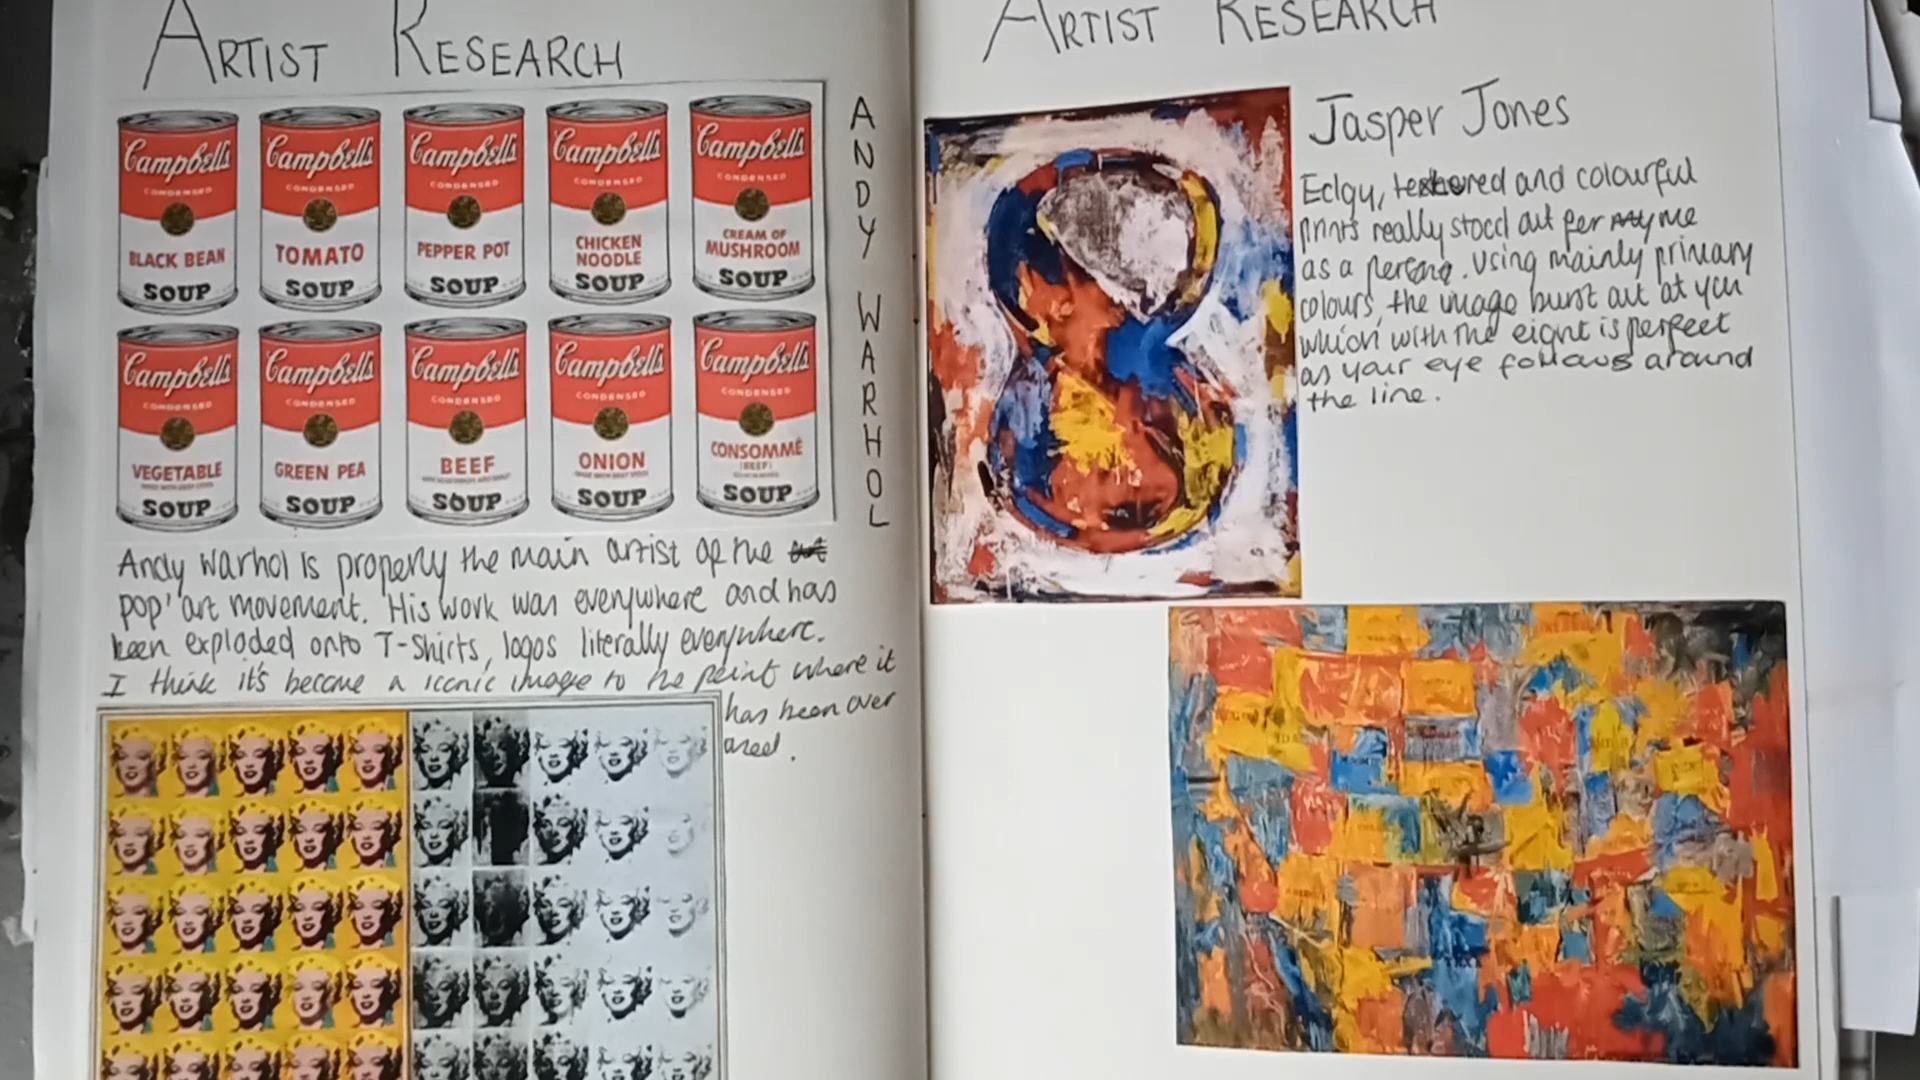 ARTIST RESEARCH
Campbell's Campbell's Campbell's Campbell's Campbell's
CONDENSED CONDENSED CONDENSED CONDENSED CONDENSED
BLACK BEAN TOMATO PEPPER POT CHICKEN NOODLE CREAM OF MUSHROOM
SOUP SOUP SOUP SOUP SOUP
Campbell's Campbell's Campbell's Campbell's Campbell's
CONDENSED CONDENSED CONDENSED CONDENSED CONDENSED
VEGETABLE GREEN PEA BEEF ONION CONSOMMÉ
(BEEF)
SOUP SOUP SOUP SOUP SOUP
ANDY WARHOL
Andy Warhol is properly the main artist of the
pop' art movement. His work was everywhere and has
been exploded onto T-Shirts, logos literally everywhere.
I think it's become a iconic image to the point where it
has been over
ared.
ARTIST RESEARCH
Jasper Jones
Edgy, textured and colourful
prints really stood out for me
as a person. Using mainly primary
colours, the image burst out at you
which with the eight is perfect
as your eye follows around
the line.